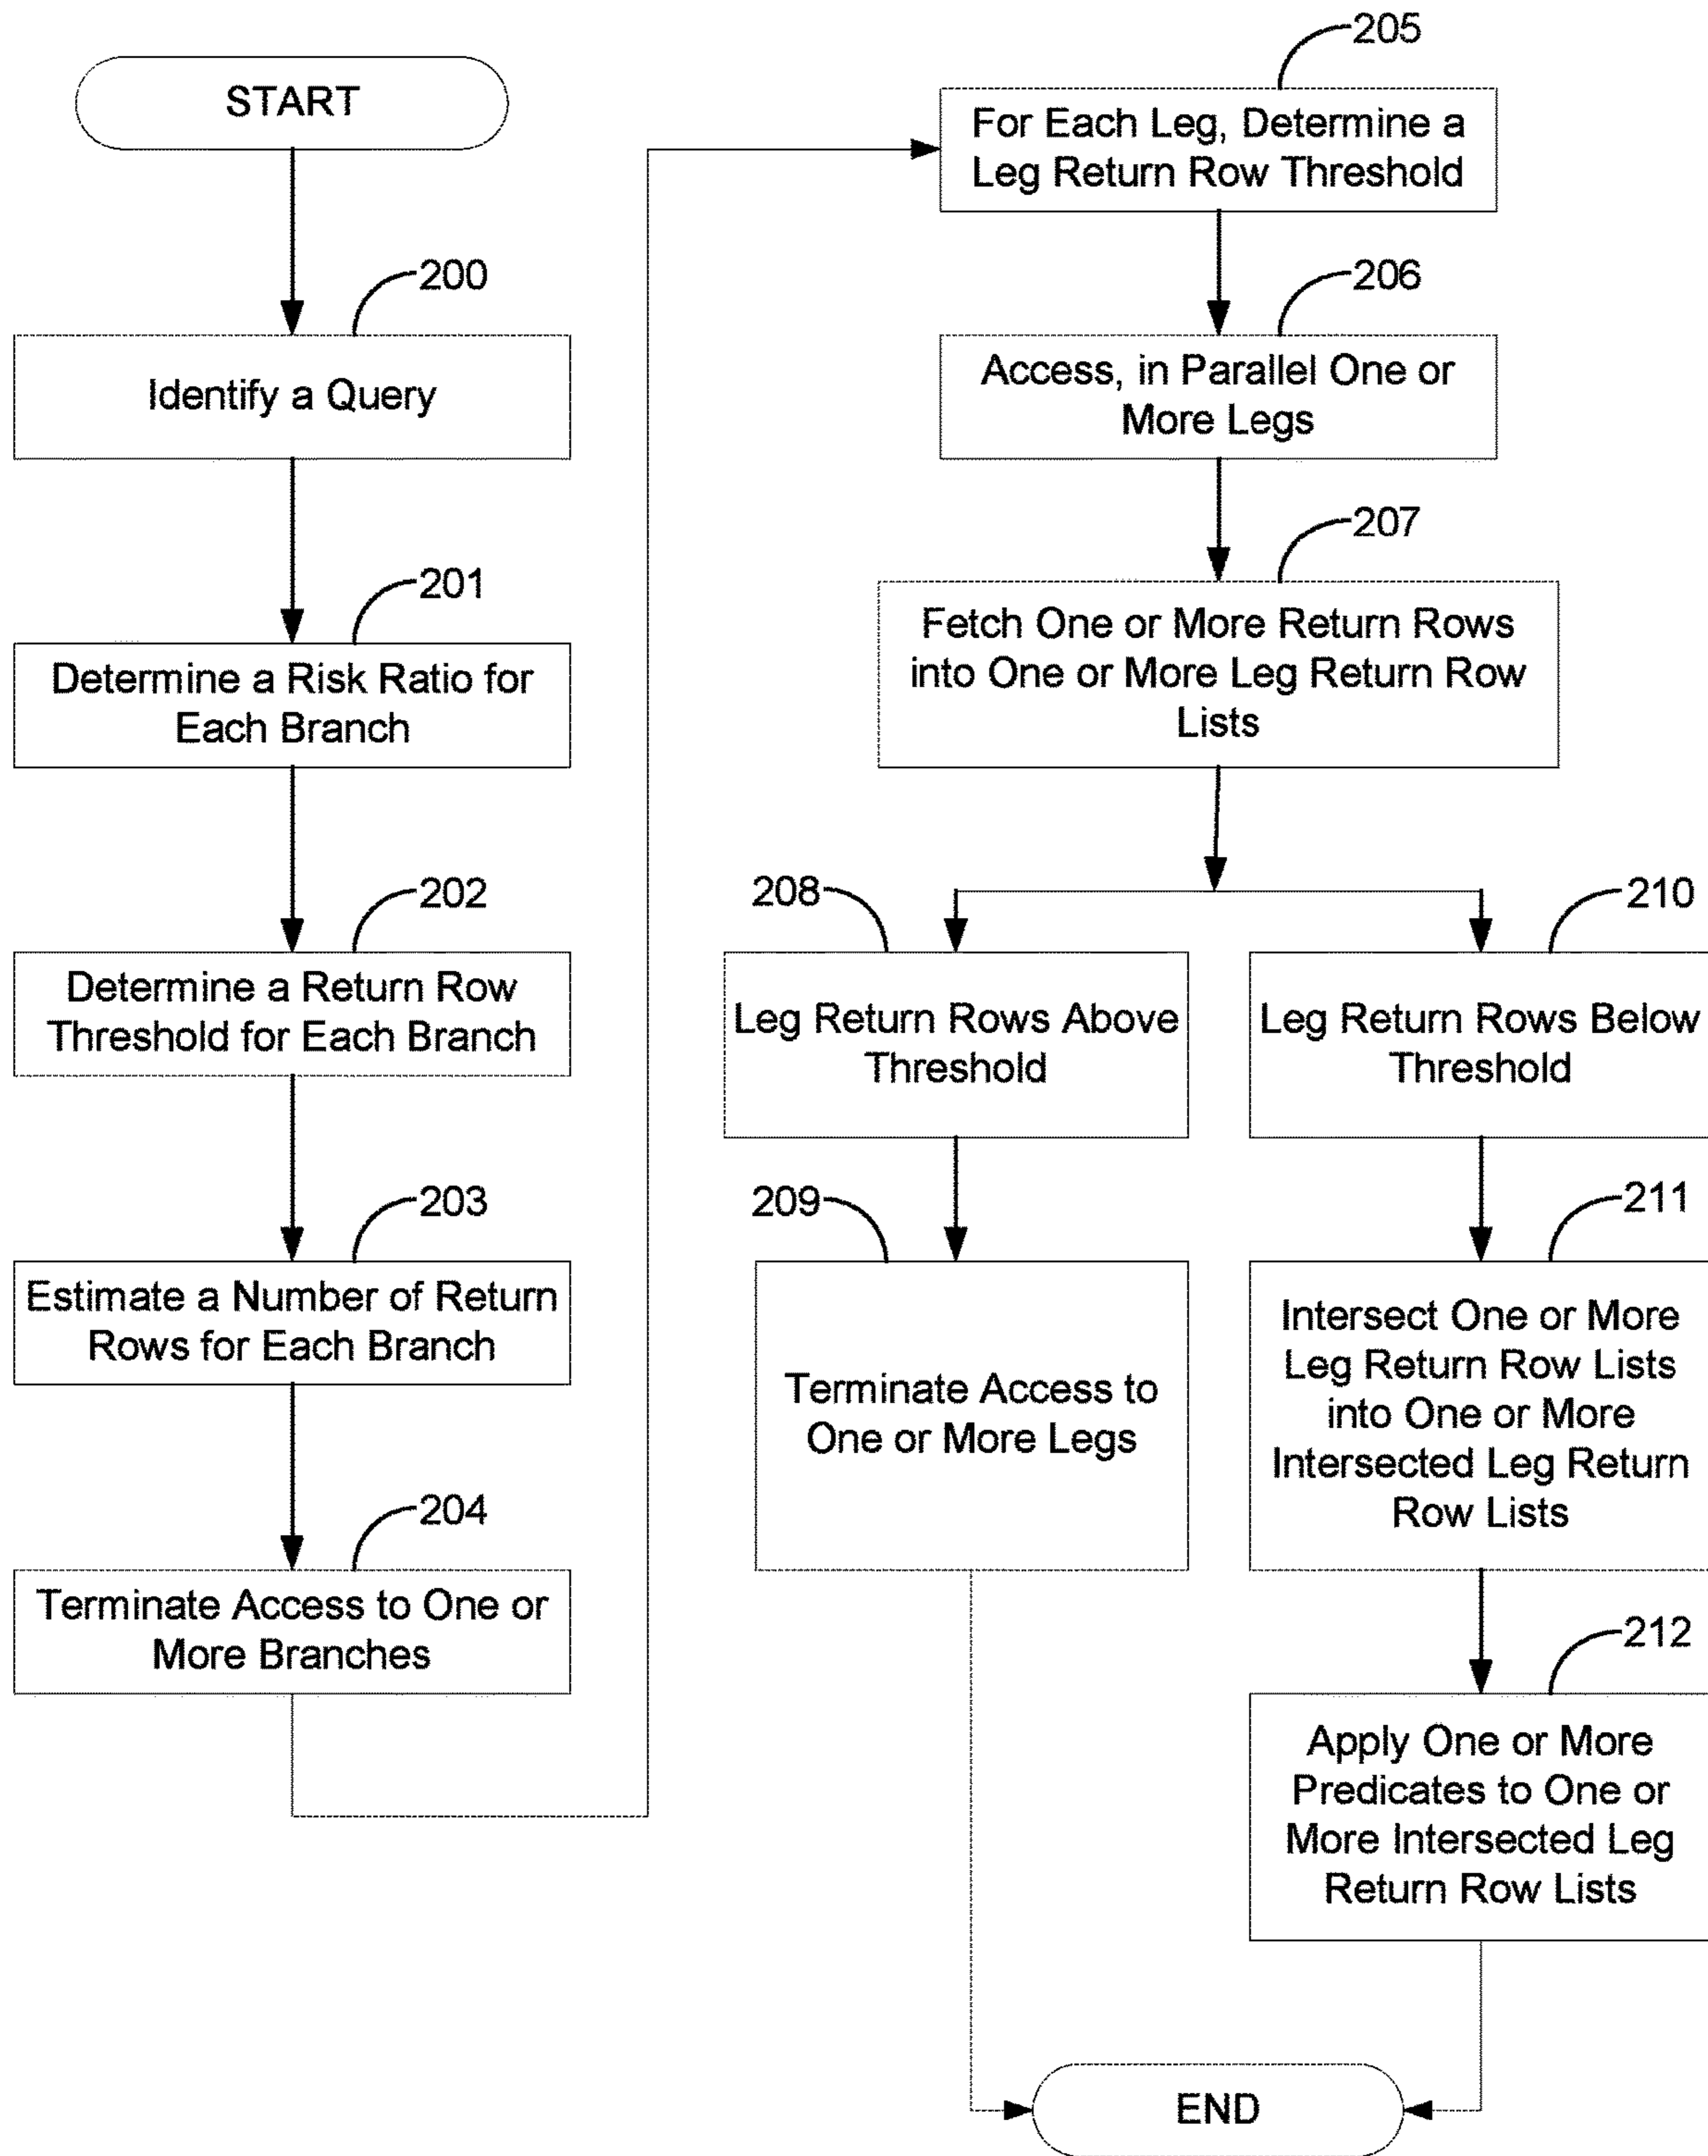 START
200
Identify a Query
201
Determine a Risk Ratio for
Each Branch
202
Determine a Return Row
Threshold for Each Branch
203
Estimate a Number of Return
Rows for Each Branch
204
Terminate Access to One or
More Branches
205
For Each Leg, Determine a
Leg Return Row Threshold
206
Access, in Parallel One or
More Legs
207
Fetch One or More Return Rows
into One or More Leg Return Row
Lists
208
Leg Return Rows Above
Threshold
209
Terminate Access to
One or More Legs
210
Leg Return Rows Below
Threshold
211
Intersect One or More
Leg Return Row Lists
into One or More
Intersected Leg Return
Row Lists
212
Apply One or More
Predicates to One or
More Intersected Leg
Return Row Lists
END